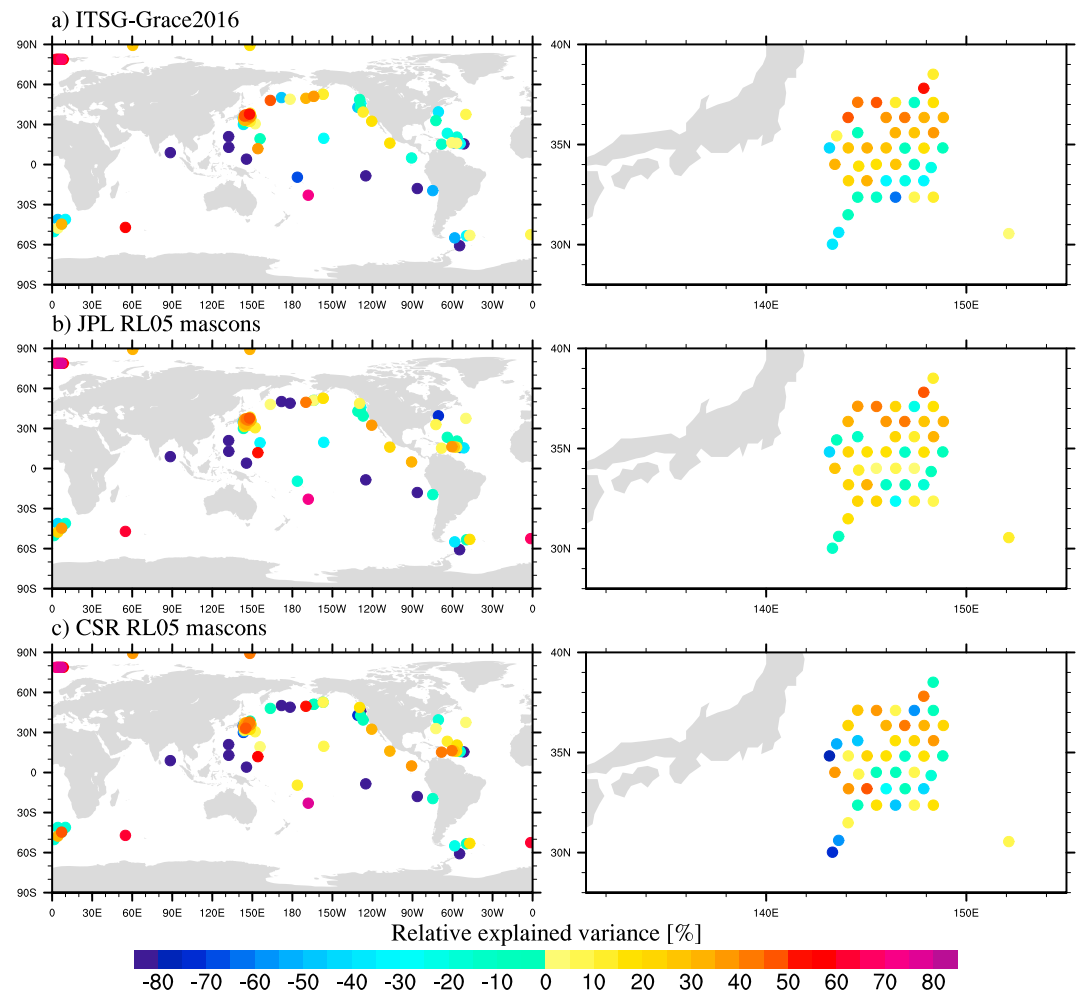 a) ITSG-Grace2016
90N
60N
30N
0
30S
60S
90S
0 30E 60E 90E 120E 150E 180 150W 120W 90W 60W 30W 0
40N
35N
30N
140E 150E
b) JPL RL05 mascons
90N
60N
30N
0
30S
60S
90S
0 30E 60E 90E 120E 150E 180 150W 120W 90W 60W 30W 0
40N
35N
30N
140E 150E
c) CSR RL05 mascons
90N
60N
30N
0
30S
60S
90S
0 30E 60E 90E 120E 150E 180 150W 120W 90W 60W 30W 0
40N
35N
30N
140E 150E
Relative explained variance [%]
-80 -70 -60 -50 -40 -30 -20 -10 0 10 20 30 40 50 60 70 80